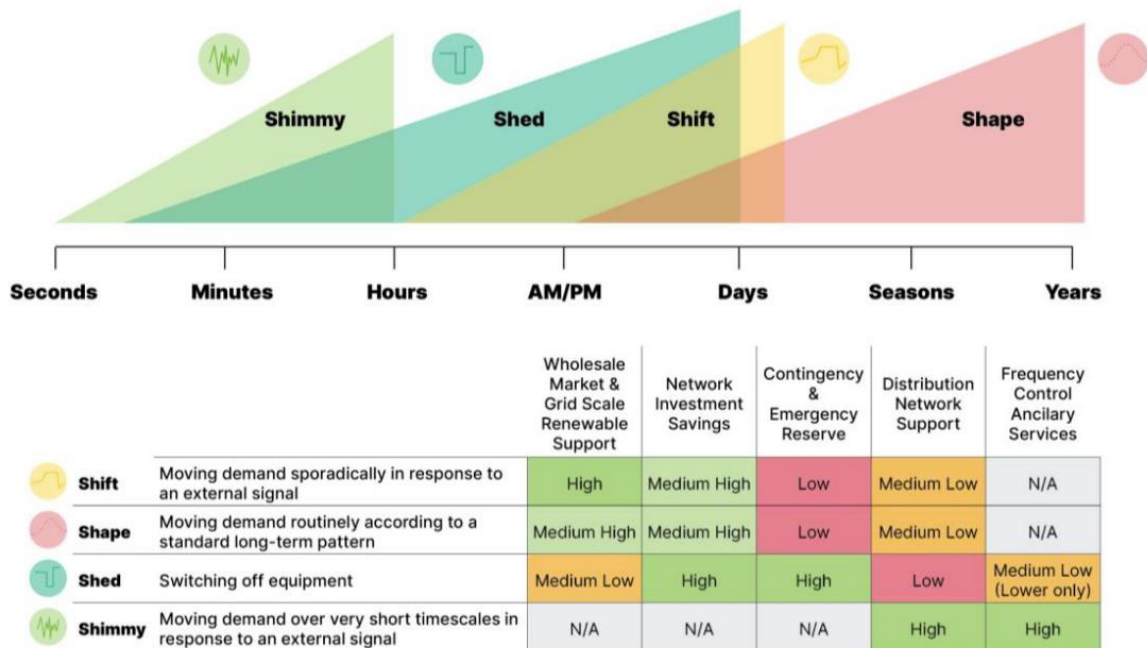 Shimmy
Shed
Shift
Shape
Seconds
Minutes
Hours
AM/PM
Days
Seasons
Years
Wholesale
Market &
Grid Scale
Renewable
Support
Network
Investment
Savings
Contingency
&
Emergency
Reserve
Distribution
Network
Support
Frequency
Control
Ancilary
Services
Shift
Moving demand sporadically in response to
an external signal
High
Medium High
Low
Medium Low
N/A
Shape
Moving demand routinely according to a
standard long-term pattern
Medium High
Medium High
Low
Medium Low
N/A
Shed
Switching off equipment
Medium Low
High
High
Low
Medium Low
(Lower only)
Shimmy
Moving demand over very short timescales in
response to an external signal
N/A
N/A
N/A
High
High